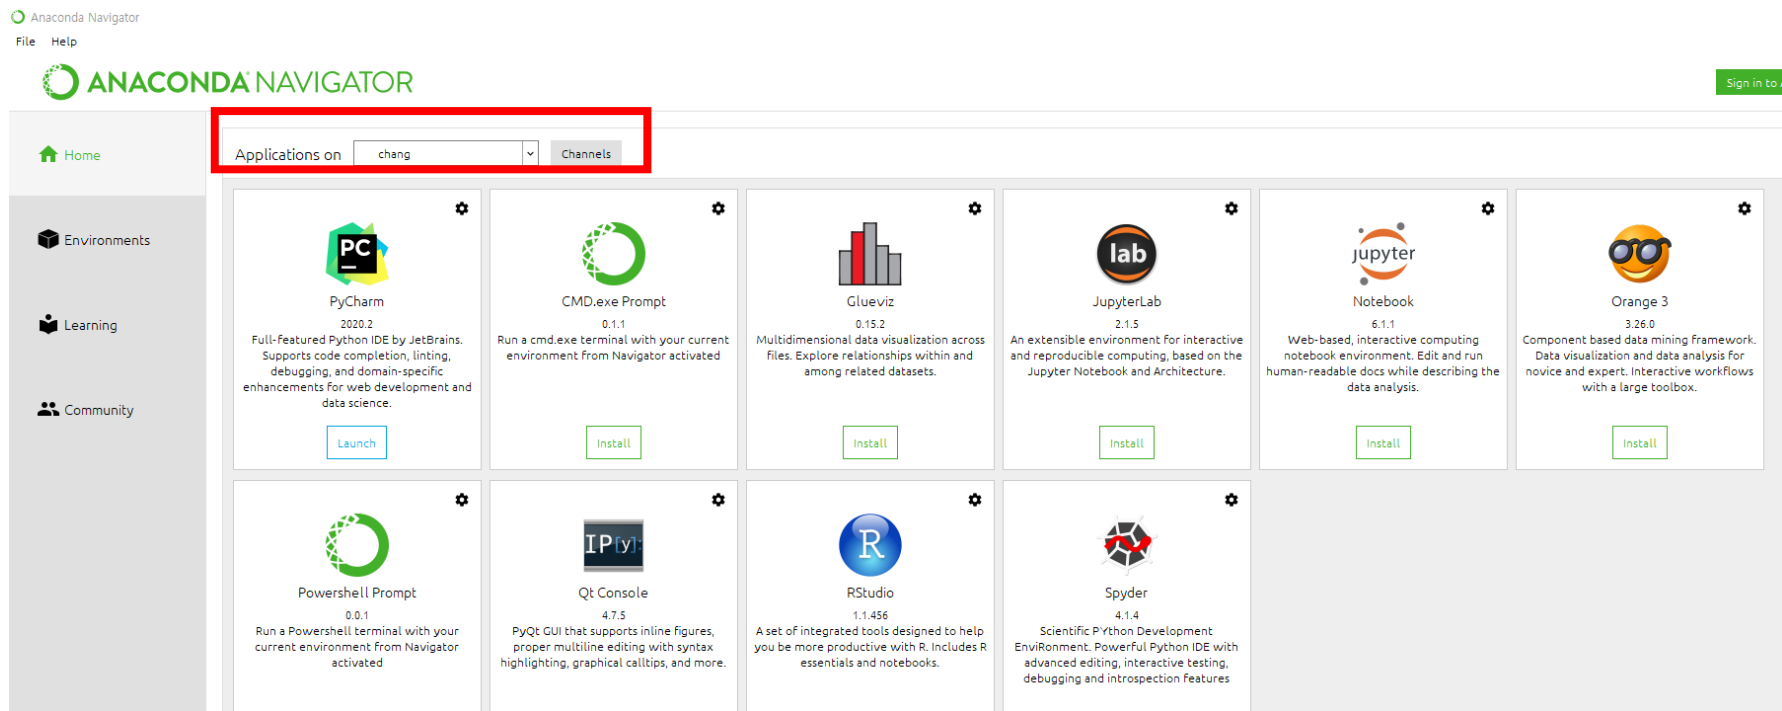 Anaconda Navigator
File Help
ANACONDA NAVIGATOR
Sign in to
Home
Environments
Learning
Community
Applications on chang Channels
PC
PyCharm
2020.2
Full-featured Python IDE by JetBrains.
Supports code completion, linting,
debugging, and domain-specific
enhancements for web development and
data science.
Launch
CMD.exe Prompt
0.1.1
Run a cmd.exe terminal with your current
environment from Navigator activated
Install
Glueviz
0.15.2
Multidimensional data visualization across
files. Explore relationships within and
among related datasets.
Install
lab
JupyterLab
2.1.5
An extensible environment for interactive
and reproducible computing, based on the
Jupyter Notebook and Architecture.
Install
jupyter
Notebook
6.1.1
Web-based, interactive computing
notebook environment. Edit and run
human-readable docs while describing the
data analysis.
Install
Orange 3
3.26.0
Component based data mining framework.
Data visualization and data analysis for
novice and expert. Interactive workflows
with a large toolbox.
Install
Powershell Prompt
0.0.1
Run a Powershell terminal with your
current environment from Navigator
activated
IP[y]:
Qt Console
4.7.5
PyQt GUI that supports inline figures,
proper multiline editing with syntax
highlighting, graphical calltips, and more.
R
RStudio
1.1.456
A set of integrated tools designed to help
you be more productive with R. Includes R
essentials and notebooks.
Spyder
4.1.4
Scientific PYthon Development
EnviRonment. Powerful Python IDE with
advanced editing, interactive testing,
debugging and introspection features